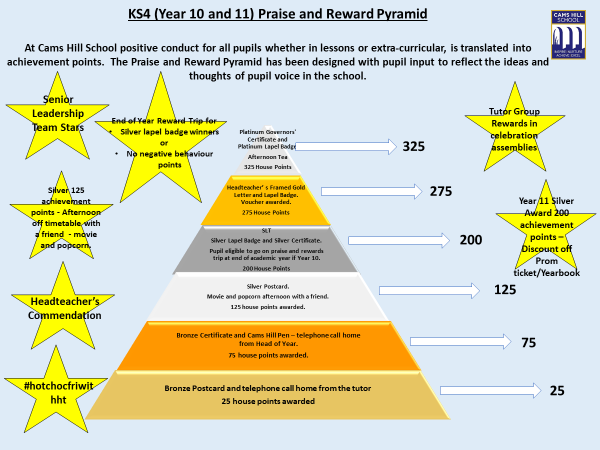 KS4 (Year 10 and 11) Praise and Reward Pyramid
CAMS HILL
SCHOOL
At Cams Hill School positive conduct for all pupils whether in lessons or extra-curricular, is translated into
achievement points. The Praise and Reward Pyramid has been designed with pupil input to reflect the ideas and
thoughts of pupil voice in the school.
Senior
Leadership
Team Stars
End of Year Reward Trip for
• Silver lapel badge winners
or
• No negative behaviour
points
Tutor Group
Rewards in
celebration
assemblies
Silver 125
achievement
points - Afternoon
off timetable with
a friend - movie
and popcorn.
Year 11 Silver
Award 200
achievement
points –
Discount off
Prom
ticket/Yearbook
Headteacher's
Commendation
#hotchocfriwit
hht
Platinum Governors'
Certificate and
Platinum Lapel Badge
Afternoon Tea
325 House Points
325
Headteacher' s Framed Gold
Letter and Lapel Badge.
Voucher awarded.
275 House Points
275
SLT
Silver Lapel Badge and Silver Certificate.
Pupil eligible to go on praise and rewards
trip at end of academic year if Year 10.
200 House Points
200
Silver Postcard.
Movie and popcorn afternoon with a friend.
125 house points awarded.
125
Bronze Certificate and Cams Hill Pen – telephone call home
from Head of Year.
75 house points awarded.
75
Bronze Postcard and telephone call home from the tutor
25 house points awarded
25